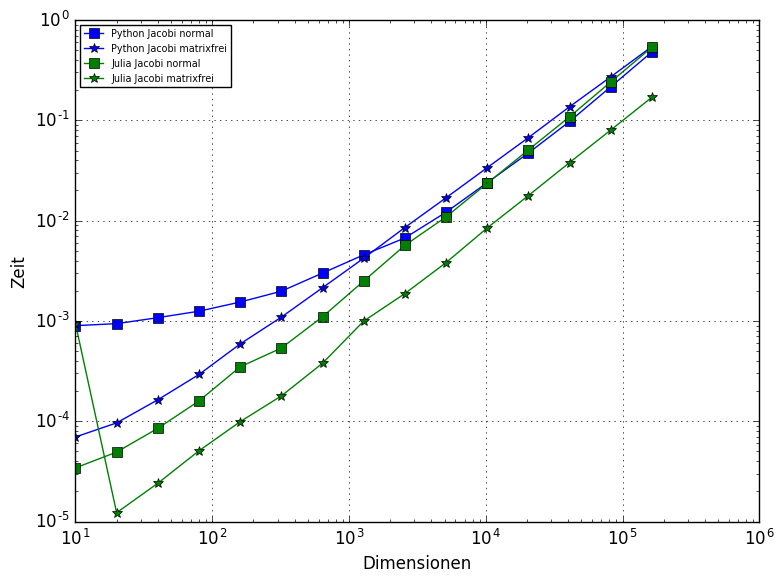 Python Jacobi normal
Python Jacobi matrixfrei
Julia Jacobi normal
Julia Jacobi matrixfrei
10^0
10^-1
10^-2
10^-3
10^-4
10^-5
Zeit
10^1 10^2 10^3 10^4 10^5 10^6
Dimensionen